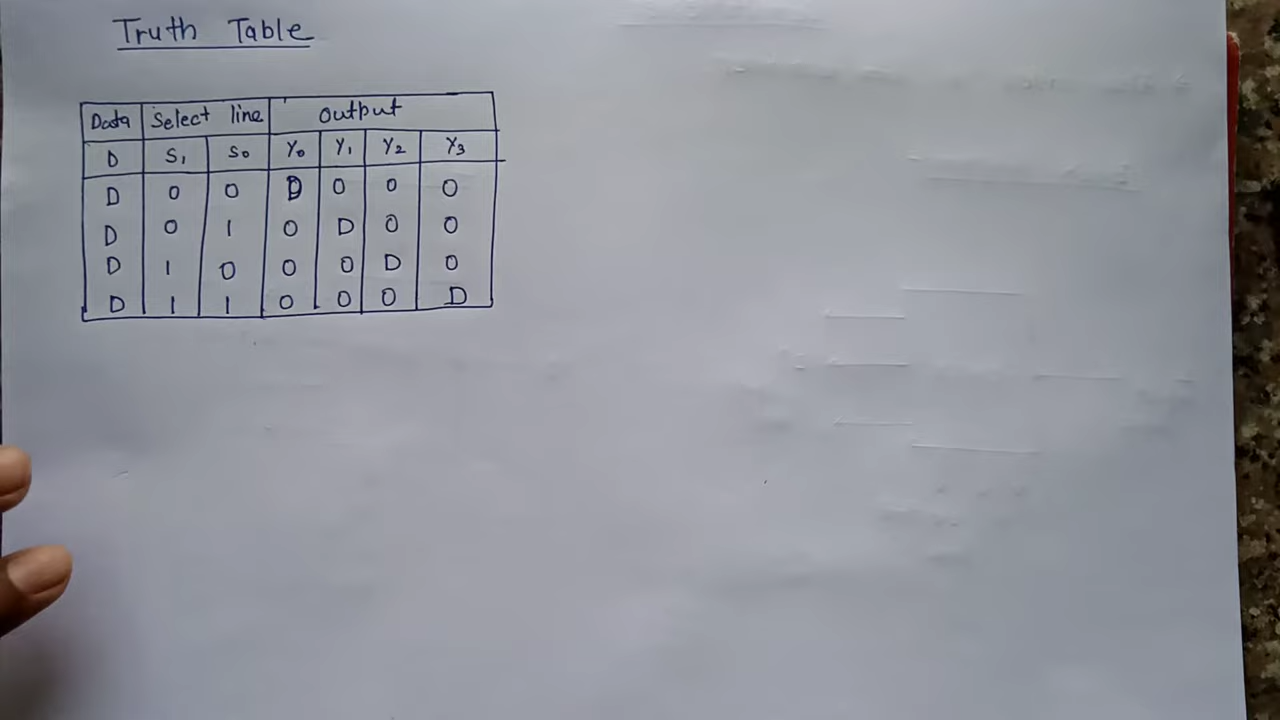 Truth Table
Data Select line Output
D S₁ S₀ Y₀ Y₁ Y₂ Y₃
D 0 0 D 0 0 0
D 0 1 0 D 0 0
D 1 0 0 0 D 0
D 1 1 0 0 0 D